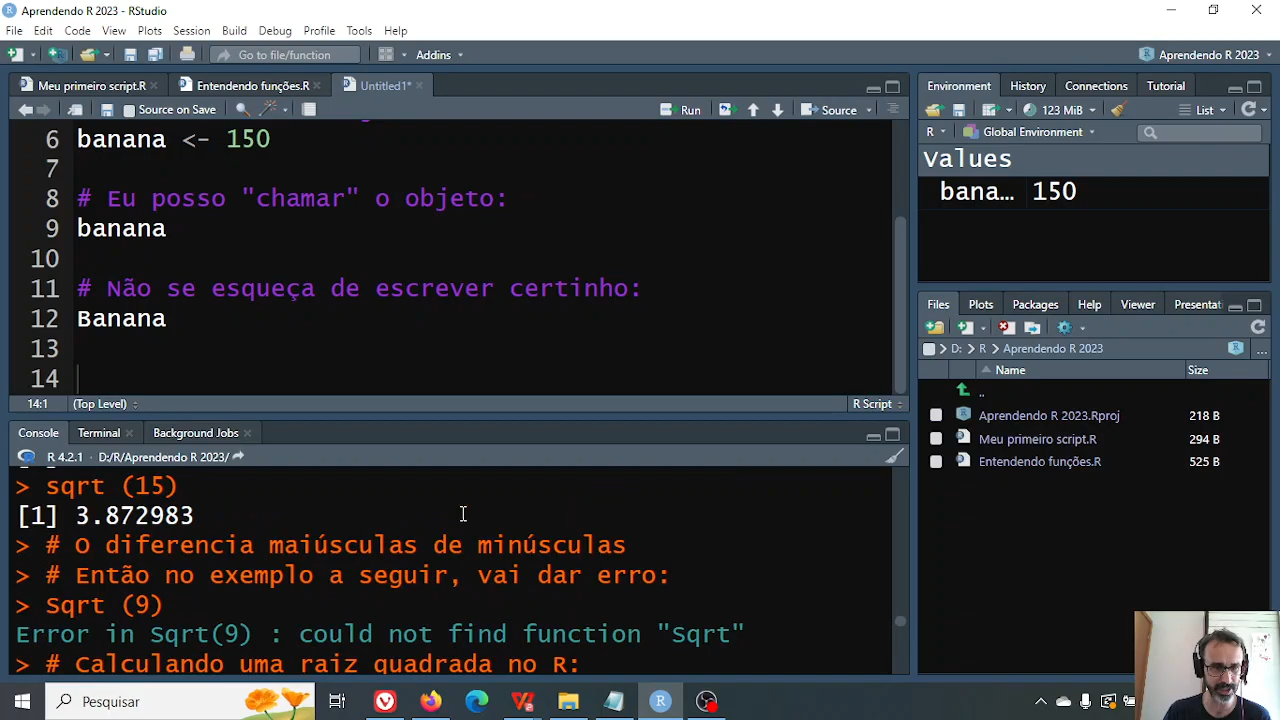 Aprendendo R 2023 - RStudio
File Edit Code View Plots Session Build Debug Profile Tools Help
Go to file/function Addins Aprendendo R 2023
Meu primeiro script.R Entendendo funções.R Untitled1*
Source on Save Run Source
6 banana <- 150
7
8 # Eu posso "chamar" o objeto:
9 banana
10
11 # Não se esqueça de escrever certinho:
12 Banana
13
14
14:1 (Top Level) R Script
Console Terminal Background Jobs
R 4.2.1 · D:/R/Aprendendo R 2023/
> sqrt (15)
[1] 3.872983
> # O diferencia maiúsculas de minúsculas
> # Então no exemplo a seguir, vai dar erro:
> Sqrt (9)
Error in Sqrt(9) : could not find function "Sqrt"
> # Calculando uma raiz quadrada no R:
Environment History Connections Tutorial
123 MiB List
R Global Environment
Values
bana… 150
Files Plots Packages Help Viewer Presentati
D: R Aprendendo R 2023 ...
Name Size
..
Aprendendo R 2023.Rproj 218 B
Meu primeiro script.R 294 B
Entendendo funções.R 525 B
Pesquisar